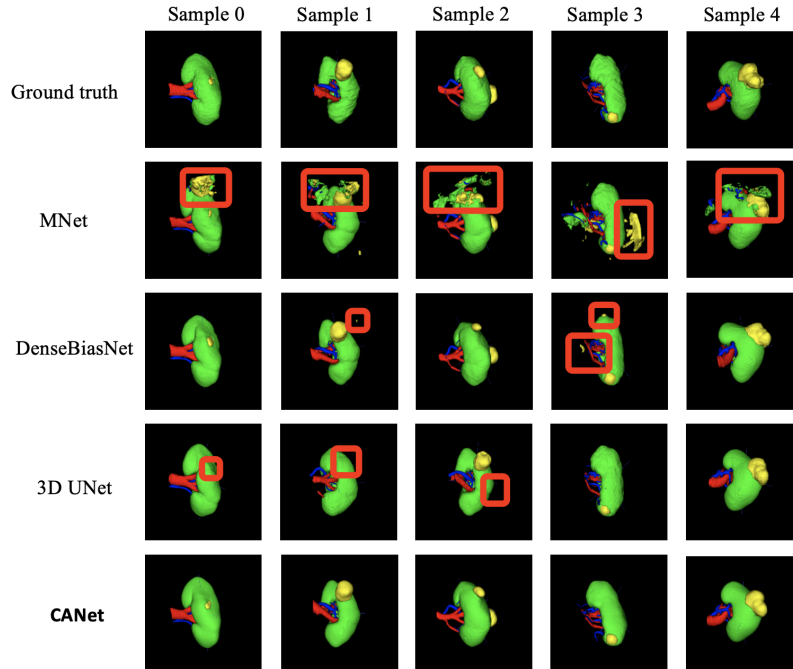 Sample 0 Sample 1 Sample 2 Sample 3 Sample 4
Ground truth
MNet
DenseBiasNet
3D UNet
CANet